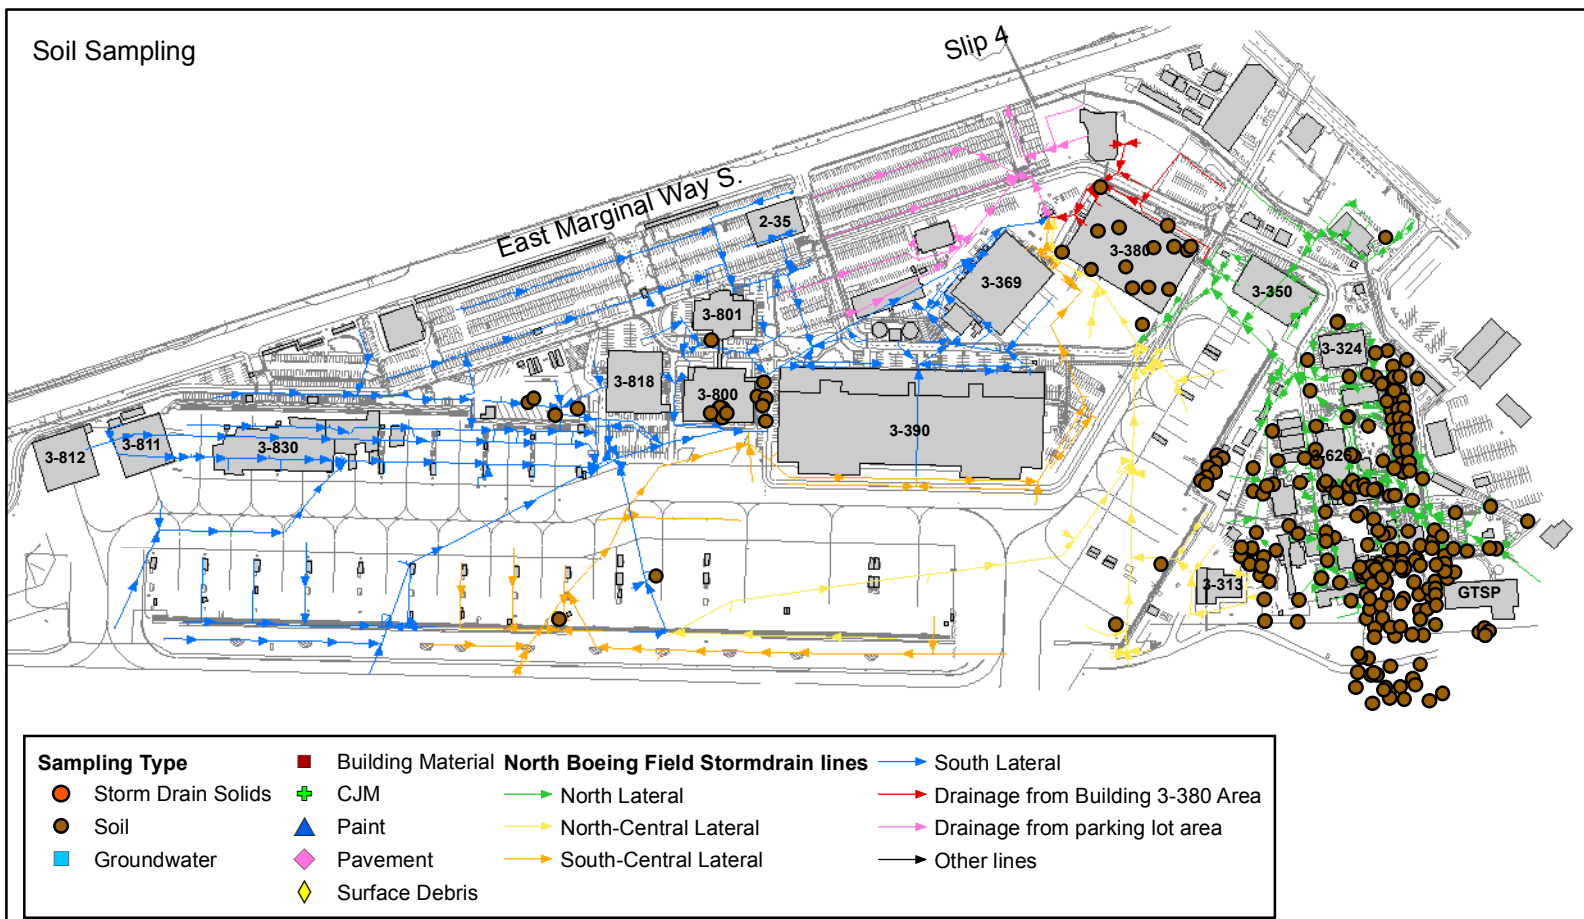 Soil Sampling
Slip 4
East Marginal Way S.
2-35
3-380
3-369
3-350
3-801
3-324
3-818
3-800
3-390
3-812
3-811
3-830
3-626
3-313
GTSP
Sampling Type
Storm Drain Solids
Soil
Groundwater
Building Material
CJM
Paint
Pavement
Surface Debris
North Boeing Field Stormdrain lines
North Lateral
North-Central Lateral
South-Central Lateral
South Lateral
Drainage from Building 3-380 Area
Drainage from parking lot area
Other lines